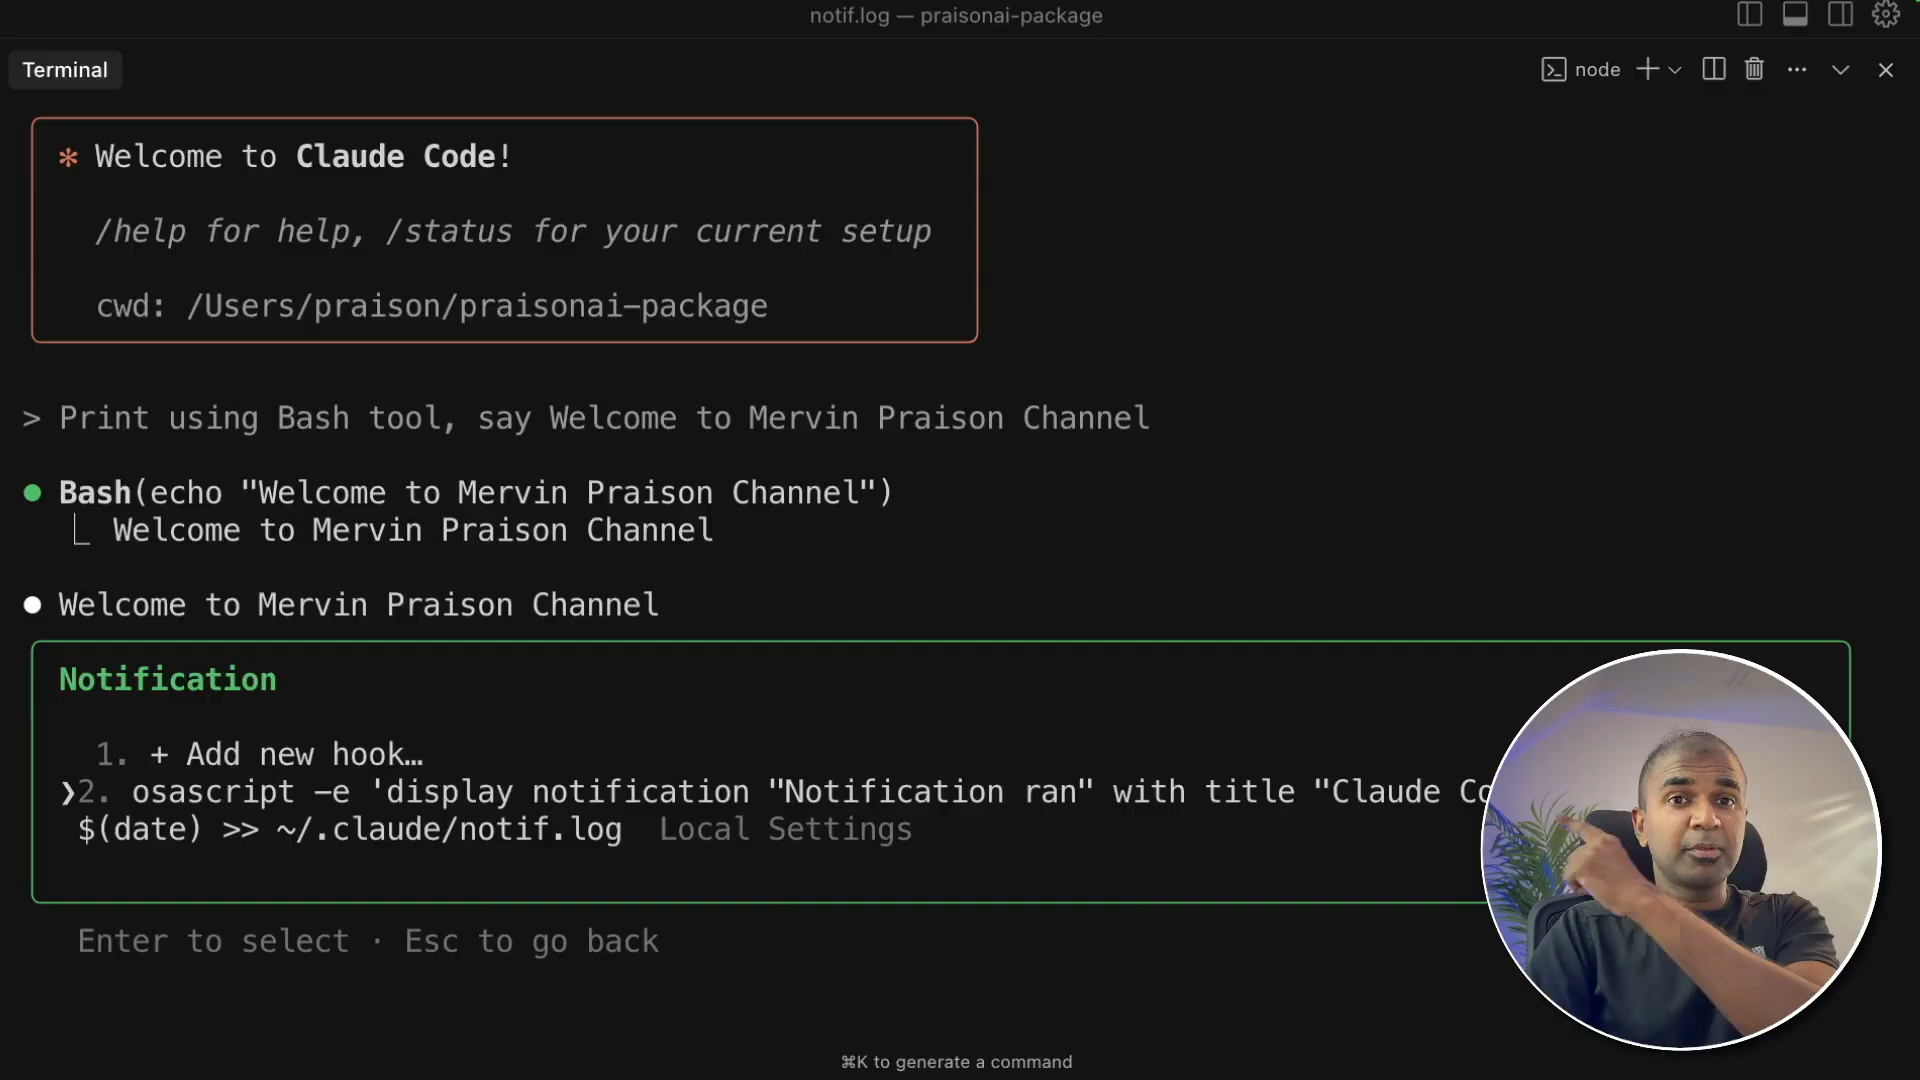 notif.log — praisonai-package
Terminal
node
* Welcome to Claude Code!
/help for help, /status for your current setup
cwd: /Users/praison/praisonai-package
> Print using Bash tool, say Welcome to Mervin Praison Channel
Bash(echo "Welcome to Mervin Praison Channel")
Welcome to Mervin Praison Channel
Welcome to Mervin Praison Channel
Notification
1. + Add new hook…
❯2. osascript -e 'display notification "Notification ran" with title "Claude
$(date) >> ~/.claude/notif.log Local Settings
Enter to select · Esc to go back
⌘K to generate a command